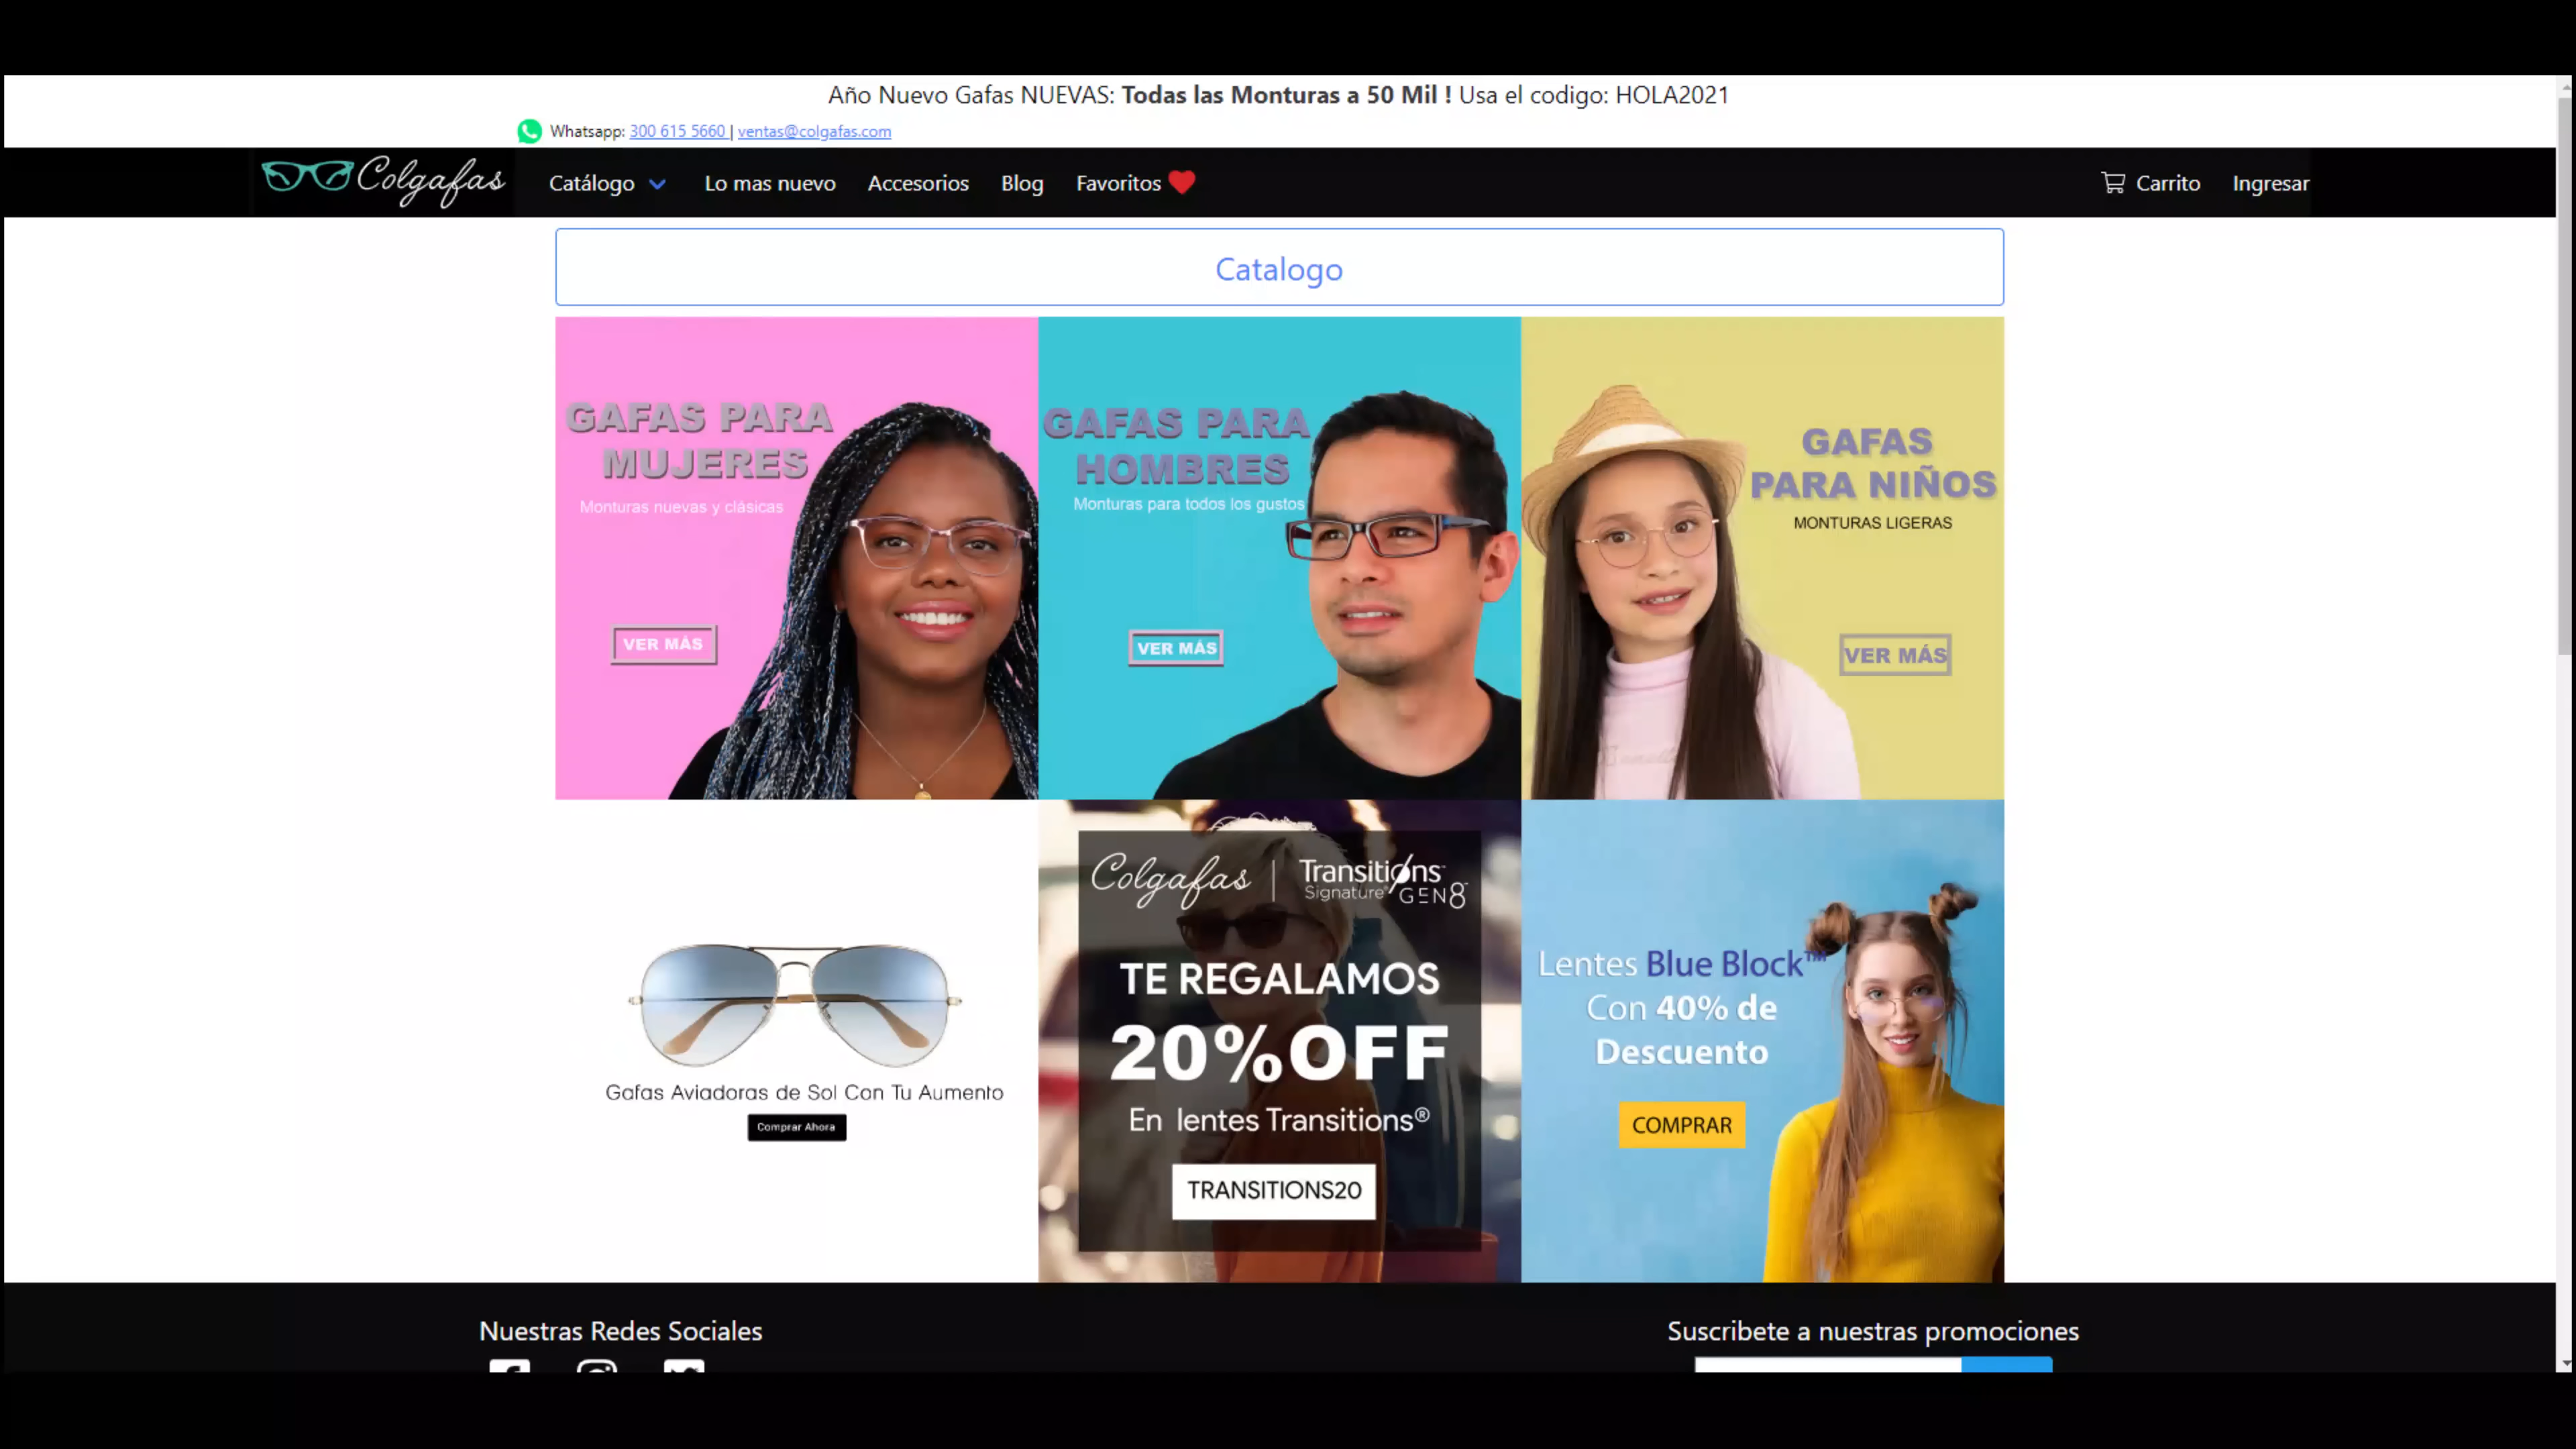 Año Nuevo Gafas NUEVAS: Todas las Monturas a 50 Mil ! Usa el codigo: HOLA2021
Whatsapp: 300 615 5660 | ventas@colgafas.com
Colgafas
Catálogo
Lo mas nuevo
Accesorios
Blog
Favoritos
Carrito
Ingresar
Catalogo
GAFAS PARA
MUJERES
Monturas nuevas y clásicas
VER MÁS
GAFAS PARA
HOMBRES
Monturas para todos los gustos
VER MÁS
GAFAS
PARA NIÑOS
MONTURAS LIGERAS
VER MÁS
Gafas Aviadoras de Sol Con Tu Aumento
Comprar Ahora
Colgafas | Transitions™
Signature® GEN8™
TE REGALAMOS
20%OFF
En lentes Transitions®
TRANSITIONS20
Lentes Blue Block™
Con 40% de
Descuento
COMPRAR
Nuestras Redes Sociales
Suscribete a nuestras promociones